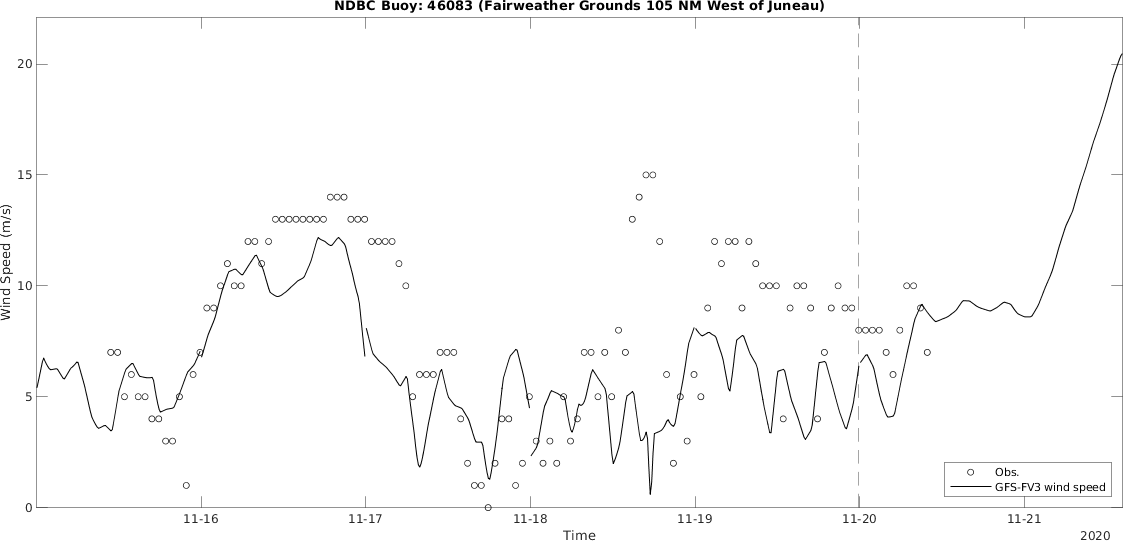 NDBC Buoy: 46083 (Fairweather Grounds 105 NM West of Juneau)
20
15
10
5
0
Wind Speed (m/s)
11-16 11-17 11-18 11-19 11-20 11-21
Time
2020
Obs.
GFS-FV3 wind speed